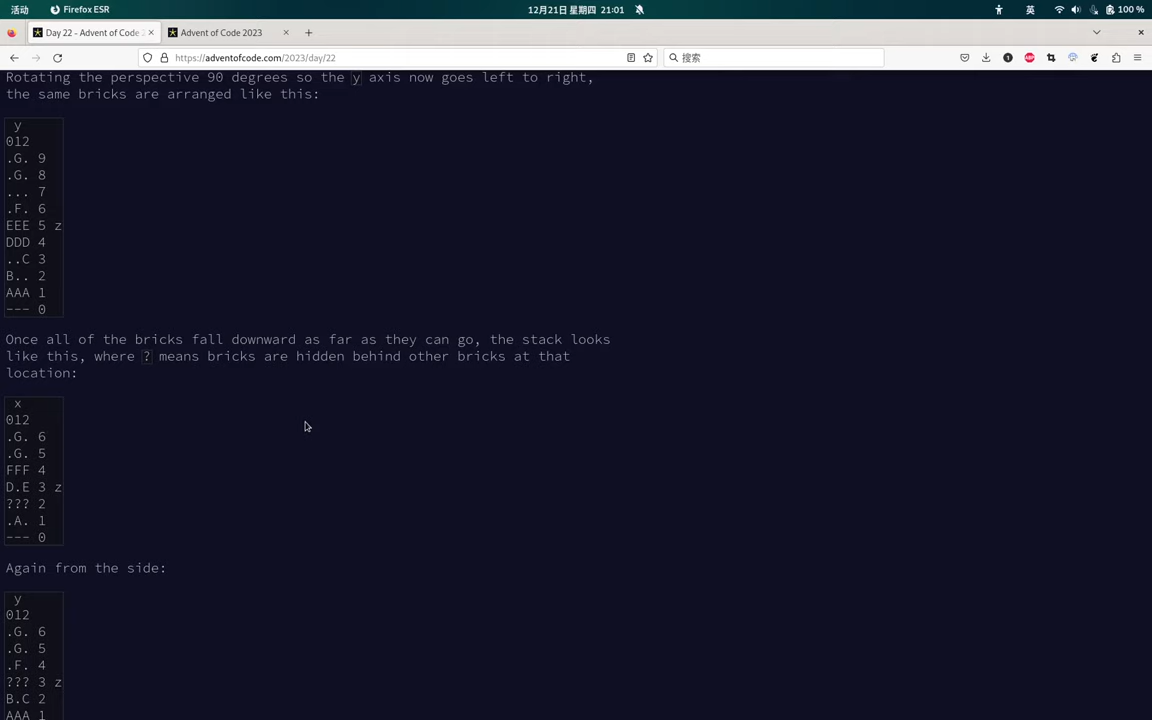 活动 Firefox ESR 12月21日 星期四 21:01 英 100 %
Day 22 - Advent of Code 2 × Advent of Code 2023 × +
https://adventofcode.com/2023/day/22 搜索
Rotating the perspective 90 degrees so the y axis now goes left to right,
the same bricks are arranged like this:
y
012
.G. 9
.G. 8
... 7
.F. 6
EEE 5 z
DDD 4
..C 3
B.. 2
AAA 1
--- 0
Once all of the bricks fall downward as far as they can go, the stack looks
like this, where ? means bricks are hidden behind other bricks at that
location:
x
012
.G. 6
.G. 5
FFF 4
D.E 3 z
??? 2
.A. 1
--- 0
Again from the side:
y
012
.G. 6
.G. 5
.F. 4
??? 3 z
B.C 2
AAA 1